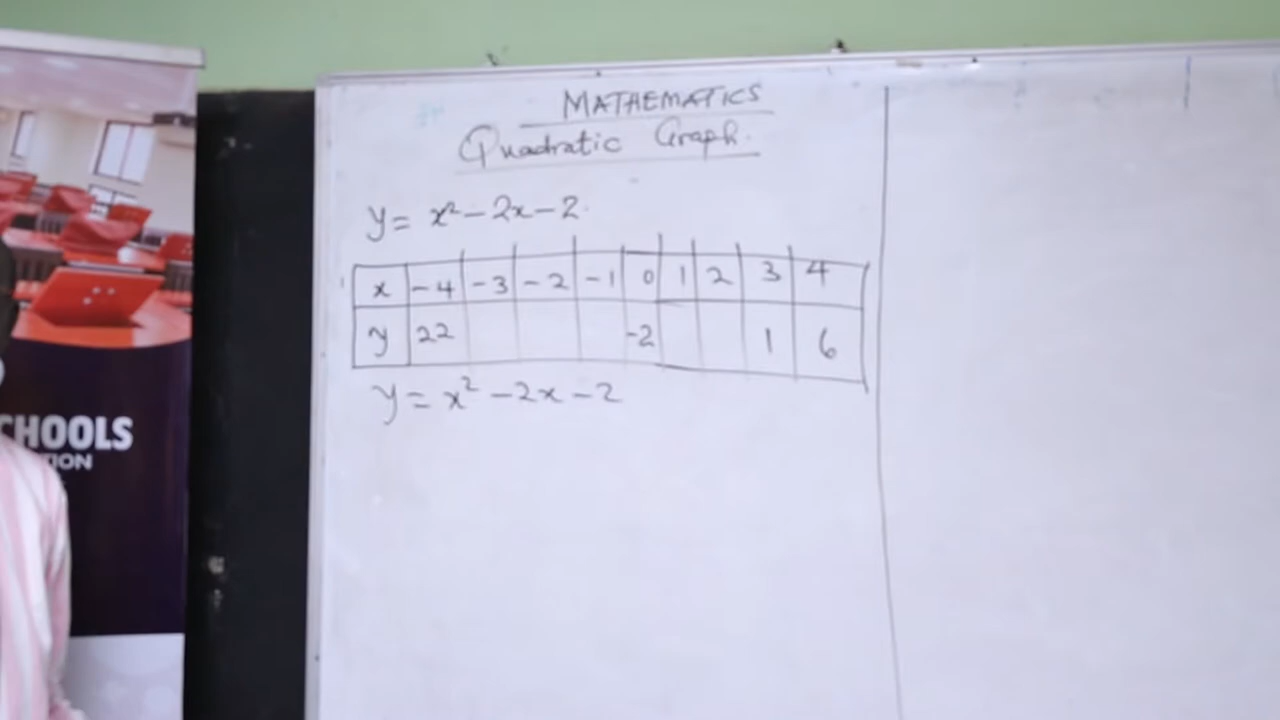 MATHEMATICS
Quadratic Graph.
y = x² - 2x - 2.
x -4 -3 -2 -1 0 1 2 3 4
y 22 -2 1 6
y = x² - 2x - 2
CHOOLS
TION